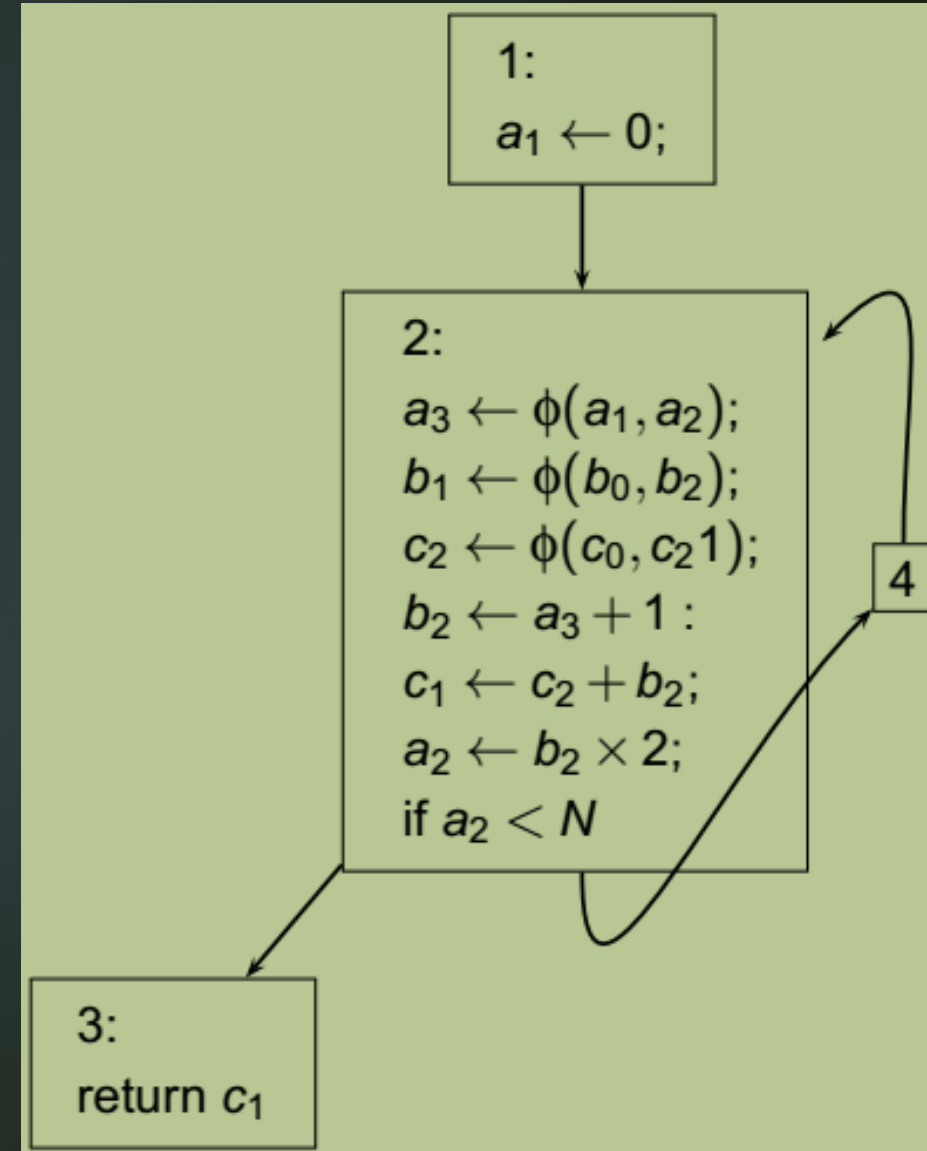 1:
a₁ ← 0;
2:
a₃ ← ϕ(a₁, a₂);
b₁ ← ϕ(b₀, b₂);
c₂ ← ϕ(c₀, c₂1);
b₂ ← a₃ + 1 :
c₁ ← c₂ + b₂;
a₂ ← b₂ × 2;
if a₂ < N
4
3:
return c₁